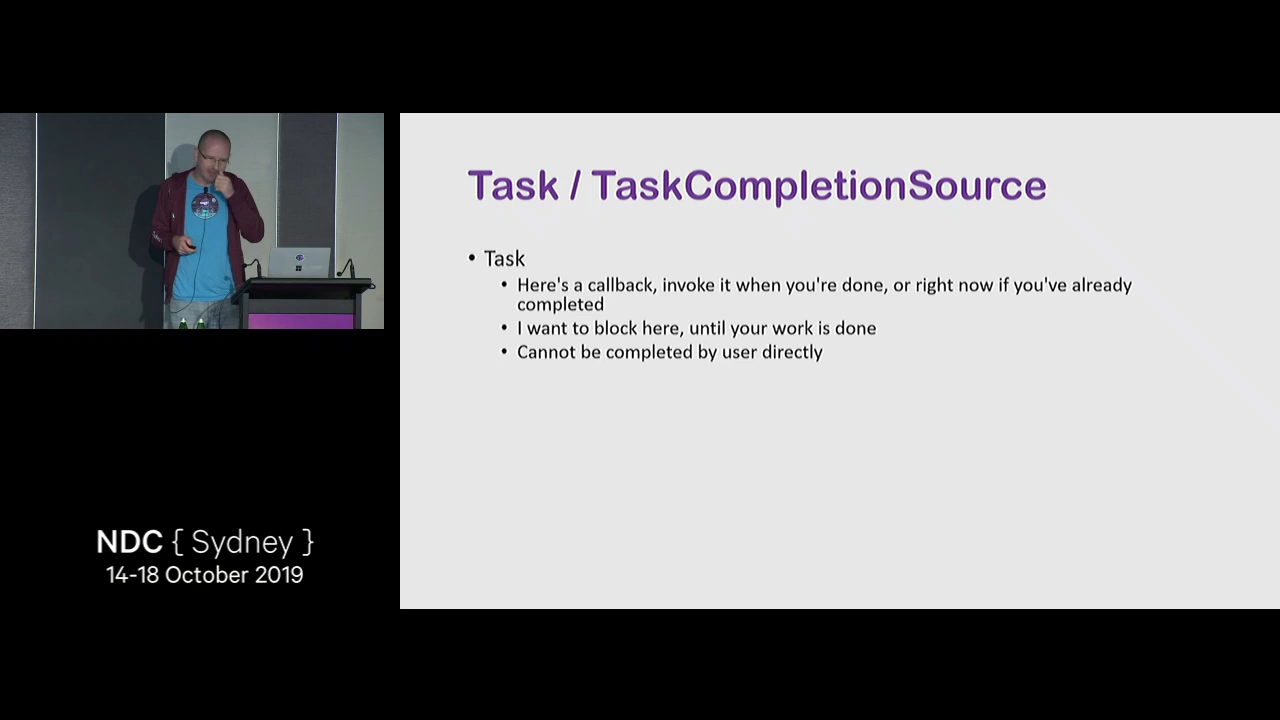 Task / TaskCompletionSource
• Task
• Here's a callback, invoke it when you're done, or right now if you've already
completed
• I want to block here, until your work is done
• Cannot be completed by user directly
NDC { Sydney }
14-18 October 2019